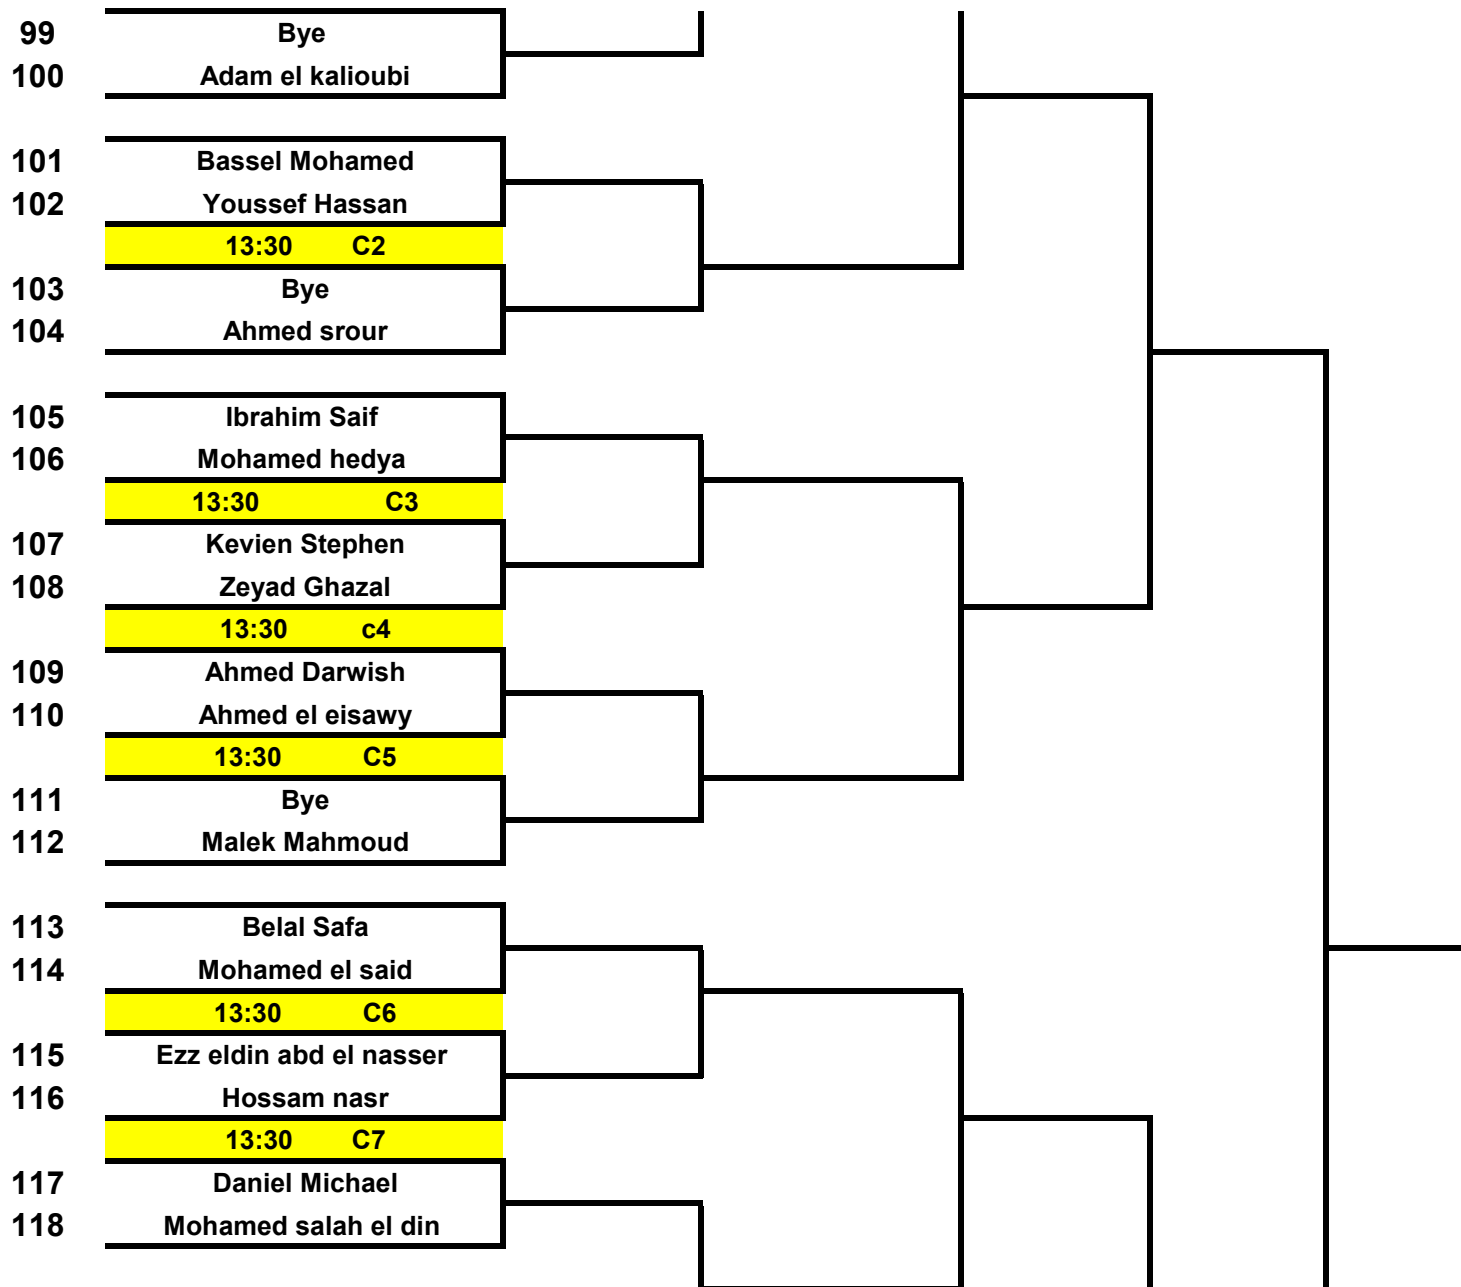 99 Bye
100 Adam el kalioubi
101 Bassel Mohamed
102 Youssef Hassan
13:30 C2
103 Bye
104 Ahmed srour
105 Ibrahim Saif
106 Mohamed hedya
13:30 C3
107 Kevien Stephen
108 Zeyad Ghazal
13:30 c4
109 Ahmed Darwish
110 Ahmed el eisawy
13:30 C5
111 Bye
112 Malek Mahmoud
113 Belal Safa
114 Mohamed el said
13:30 C6
115 Ezz eldin abd el nasser
116 Hossam nasr
13:30 C7
117 Daniel Michael
118 Mohamed salah el din